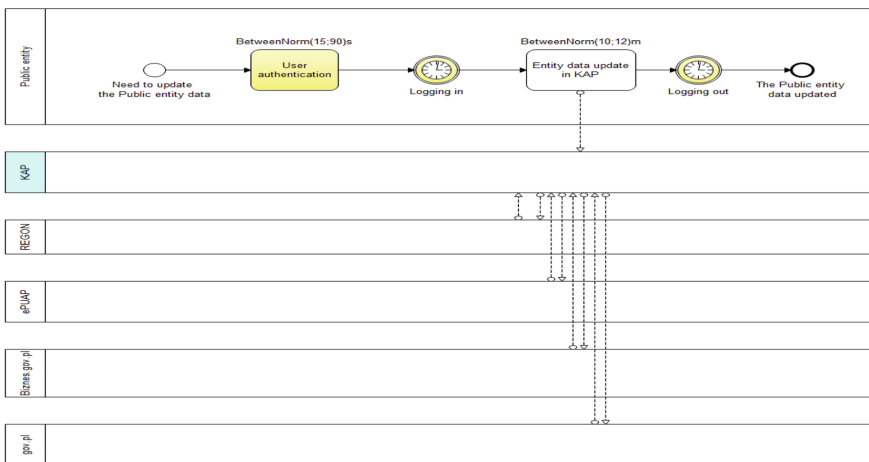 Public entity
BetweenNorm(15;90)s
BetweenNorm(10;12)m
User
authentication
Entity data update
in KAP
Need to update
the Public entity data
Logging in
Logging out
The Public entity
data updated
KAP
REGON
ePUAP
Biznes.gov.pl
gov.pl